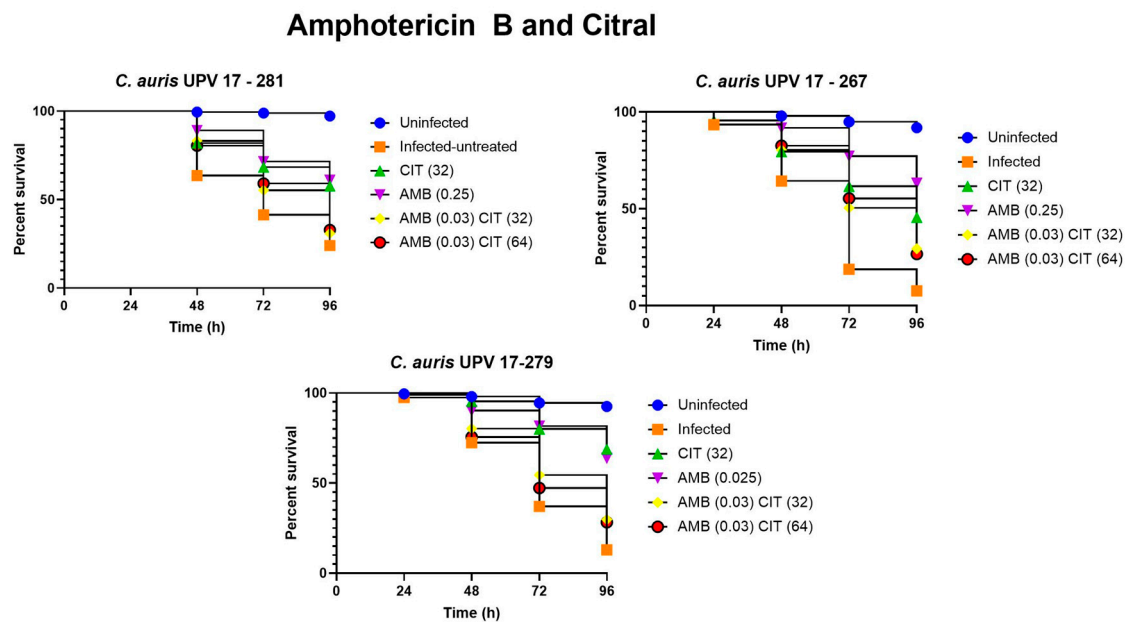 Amphotericin B and Citral
C. auris UPV 17 - 281
Percent survival
100
50
0
0 24 48 72 96
Time (h)
Uninfected
Infected-untreated
CIT (32)
AMB (0.25)
AMB (0.03) CIT (32)
AMB (0.03) CIT (64)
C. auris UPV 17 - 267
Percent survival
100
50
0
0 24 48 72 96
Time (h)
Uninfected
Infected
CIT (32)
AMB (0.25)
AMB (0.03) CIT (32)
AMB (0.03) CIT (64)
C. auris UPV 17-279
Percent survival
100
50
0
0 24 48 72 96
Time (h)
Uninfected
Infected
CIT (32)
AMB (0.025)
AMB (0.03) CIT (32)
AMB (0.03) CIT (64)